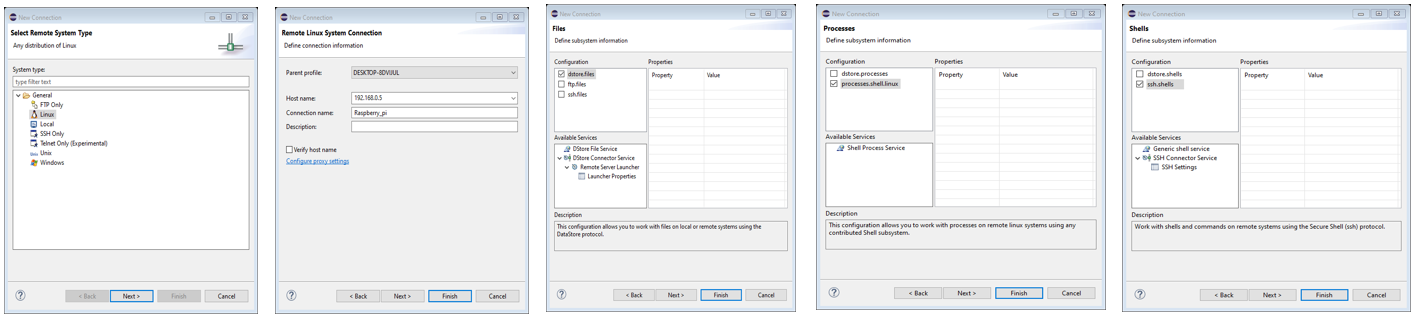 New Connection
Select Remote System Type
Any distribution of Linux
System type:
type filter text
General
FTP Only
Linux
Local
SSH Only
Telnet Only (Experimental)
Unix
Windows
< Back
Next >
Finish
Cancel
New Connection
Remote Linux System Connection
Define connection information
Parent profile:
DESKTOP-8DVIJUL
Host name:
192.168.0.5
Connection name:
Raspberry_pi
Description:
Verify host name
Configure proxy settings
< Back
Next >
Finish
Cancel
New Connection
Files
Define subsystem information
Configuration
Properties
dstore.files
ftp.files
ssh.files
Property
Value
Available Services
DStore File Service
DStore Connector Service
Remote Server Launcher
Launcher Properties
Description
This configuration allows you to work with files on local or remote systems using the
DataStore protocol.
< Back
Next >
Finish
Cancel
New Connection
Processes
Define subsystem information
Configuration
Properties
dstore.processes
processes.shell.linux
Property
Value
Available Services
Shell Process Service
Description
This configuration allows you to work with processes on remote linux systems using any
contributed Shell subsystem.
< Back
Next >
Finish
Cancel
New Connection
Shells
Define subsystem information
Configuration
Properties
dstore.shells
ssh.shells
Property
Value
Available Services
Generic shell service
SSH Connector Service
SSH Settings
Description
Work with shells and commands on remote systems using the Secure Shell (ssh) protocol.
< Back
Next >
Finish
Cancel